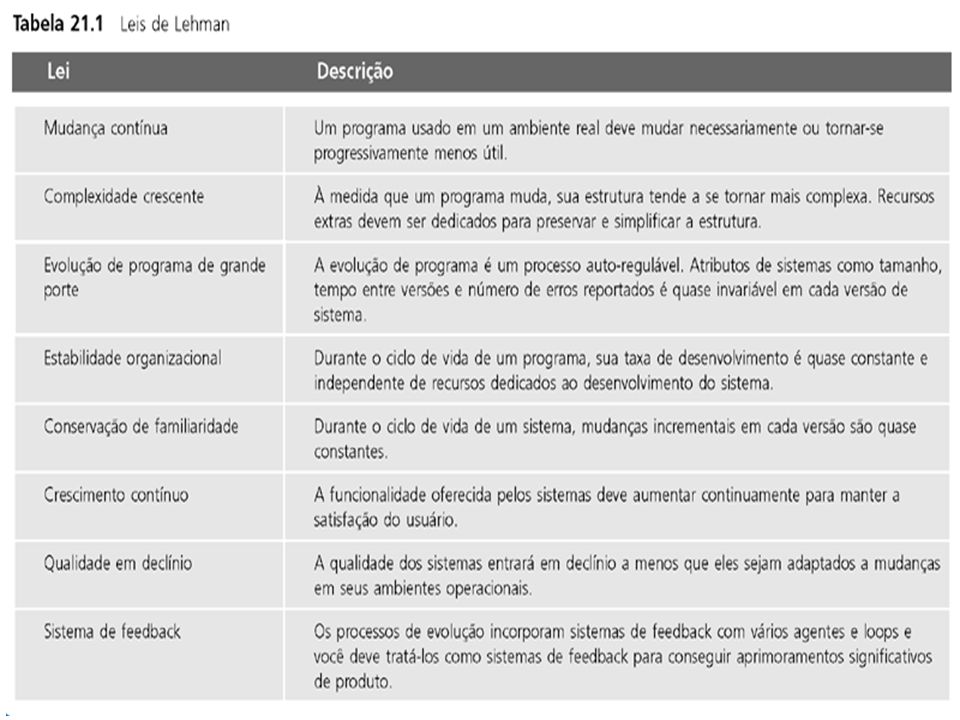 Tabela 21.1 Leis de Lehman
Lei Descrição
Mudança contínua
Um programa usado em um ambiente real deve mudar necessariamente ou tornar-se
progressivamente menos útil.
Complexidade crescente
À medida que um programa muda, sua estrutura tende a se tornar mais complexa. Recursos
extras devem ser dedicados para preservar e simplificar a estrutura.
Evolução de programa de grande
porte
A evolução de programa é um processo auto-regulável. Atributos de sistemas como tamanho,
tempo entre versões e número de erros reportados é quase invariável em cada versão de
sistema.
Estabilidade organizacional
Durante o ciclo de vida de um programa, sua taxa de desenvolvimento é quase constante e
independente de recursos dedicados ao desenvolvimento do sistema.
Conservação de familiaridade
Durante o ciclo de vida de um sistema, mudanças incrementais em cada versão são quase
constantes.
Crescimento contínuo
A funcionalidade oferecida pelos sistemas deve aumentar continuamente para manter a
satisfação do usuário.
Qualidade em declínio
A qualidade dos sistemas entrará em declínio a menos que eles sejam adaptados a mudanças
em seus ambientes operacionais.
Sistema de feedback
Os processos de evolução incorporam sistemas de feedback com vários agentes e loops e
você deve tratá-los como sistemas de feedback para conseguir aprimoramentos significativos
de produto.